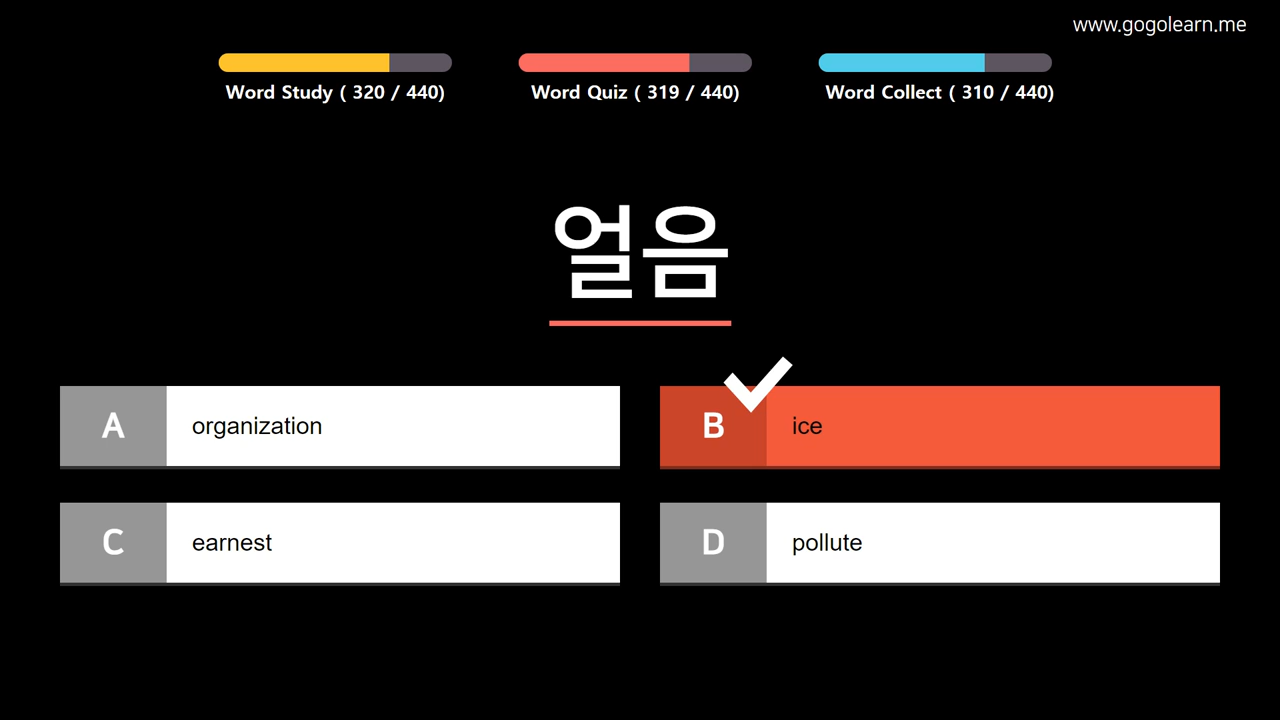 www.gogolearn.me
Word Study ( 320 / 440)
Word Quiz ( 319 / 440)
Word Collect ( 310 / 440)
얼음
A organization
B ice
C earnest
D pollute